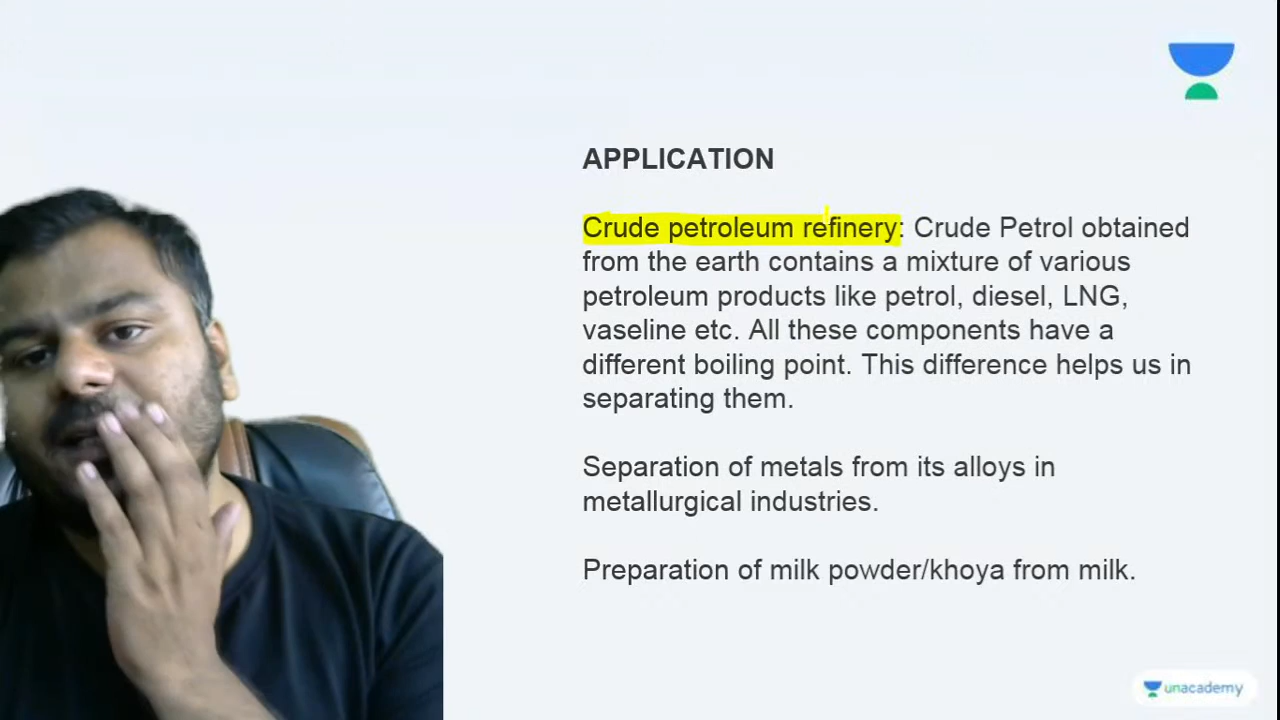 APPLICATION
Crude petroleum refinery: Crude Petrol obtained
from the earth contains a mixture of various
petroleum products like petrol, diesel, LNG,
vaseline etc. All these components have a
different boiling point. This difference helps us in
separating them.
Separation of metals from its alloys in
metallurgical industries.
Preparation of milk powder/khoya from milk.
unacademy